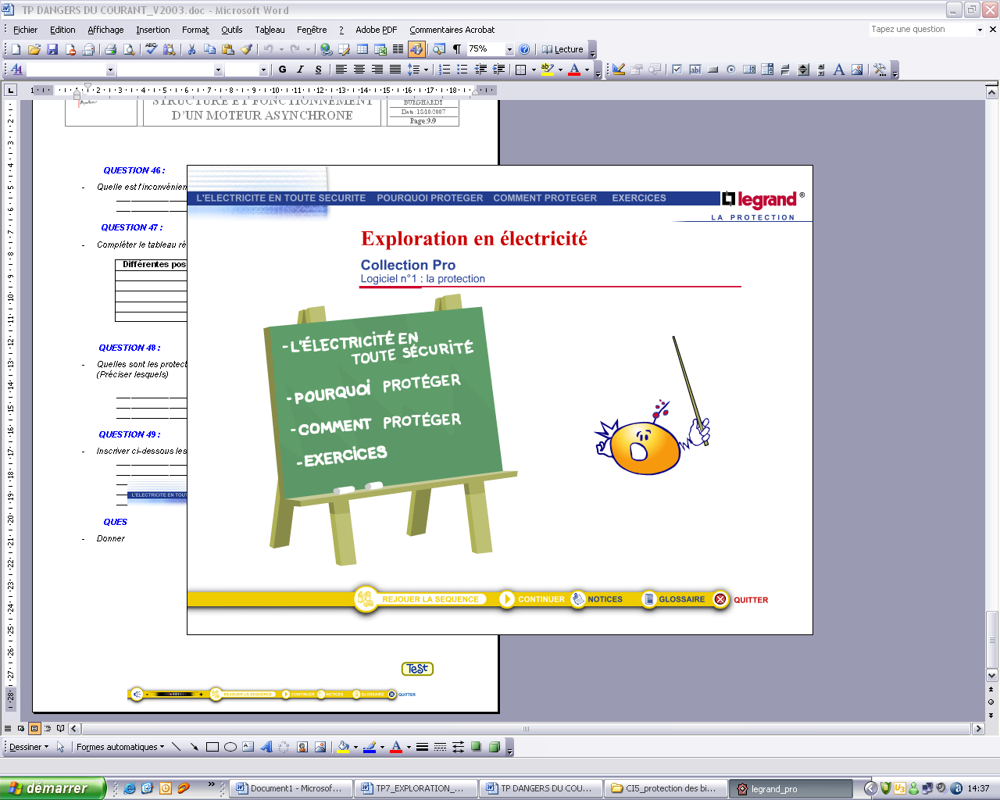 TP DANGERS DU COURANT_V2003.doc - Microsoft Word
Fichier Edition Affichage Insertion Format Outils Tableau Fenêtre ? Adobe PDF Commentaires Acrobat
Tapez une question
75%
Lecture
G I S
STRUCTURE ET FONCTIONNEMENT
D'UN MOTEUR ASYNCHRONE
BURGHARDT
Date: 18/10/2007
Page:9/9
QUESTION 46 :
- Quelle est l'inconvénien
QUESTION 47 :
- Compléter le tableau ré
Différentes pos
QUESTION 48 :
- Quelles sont les protect
(Préciser lesquels)
QUESTION 49 :
- Inscriver ci-dessous les
L'ELECTRICITE EN TOUT
QUES
- Donner
L'ELECTRICITE EN TOUTE SECURITE POURQUOI PROTEGER COMMENT PROTEGER EXERCICES
legrand ®
LA PROTECTION
Exploration en électricité
Collection Pro
Logiciel n°1 : la protection
- L'ÉLECTRICITÉ EN
TOUTE SÉCURITÉ
- POURQUOI PROTÉGER
- COMMENT PROTÉGER
- EXERCICES
REJOUER LA SEQUENCE CONTINUER NOTICES GLOSSAIRE QUITTER
TeSt
- + REJOUER LA SEQUENCE CONTINUER NOTICES GLOSSAIRE QUITTER
Dessiner Formes automatiques
démarrer
Document1 - Microsof...
TP7_EXPLORATION_...
TP DANGERS DU COU...
CI5_protection des bi...
legrand_pro
14:37